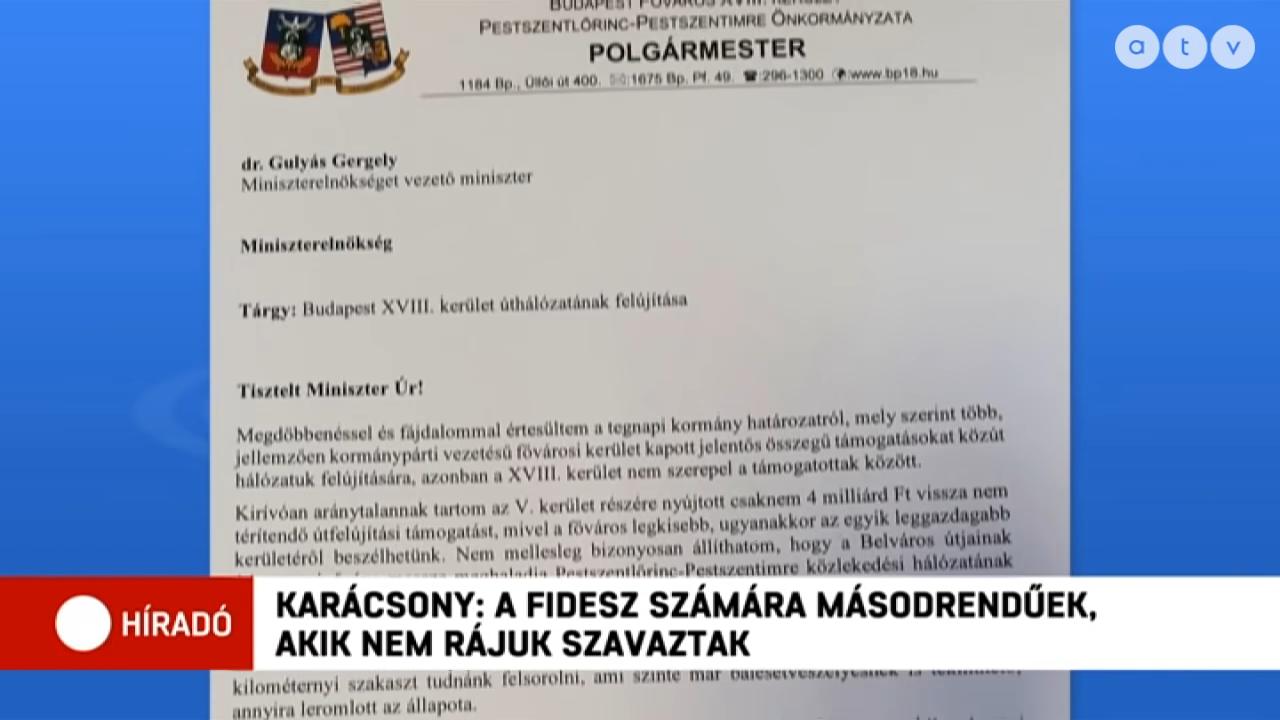 atv
PESTSZENTLŐRINC-PESTSZENTIMRE ÖNKORMÁNYZATA
POLGÁRMESTER
1184 Bp., Üllői út 400. 1675 Bp. Pf. 49. 296-1300 www.bp18.hu
dr. Gulyás Gergely
Miniszterelnökséget vezető miniszter
Miniszterelnökség
Tárgy: Budapest XVIII. kerület úthálózatának felújítása
Tisztelt Miniszter Úr!
Megdöbbenéssel és fájdalommal értesültem a tegnapi kormány határozatról, mely szerint több,
jellemzően kormánypárti vezetésű fővárosi kerület kapott jelentős összegű támogatásokat közút
hálózatuk felújítására, azonban a XVIII. kerület nem szerepel a támogatottak között.
Kirívóan aránytalannak tartom az V. kerület részére nyújtott csaknem 4 milliárd Ft vissza nem
térítendő útfelújítási támogatást, mivel a főváros legkisebb, ugyanakkor az egyik leggazdagabb
kerületéről beszélhetünk. Nem mellesleg bizonyosan állíthatom, hogy a Belváros útjainak
meghaladja Pestszentlőrinc-Pestszentimre közlekedési hálózatának
HÍRADÓ
KARÁCSONY: A FIDESZ SZÁMÁRA MÁSODRENDŰEK,
AKIK NEM RÁJUK SZAVAZTAK
kilométernyi szakaszt tudnánk felsorolni, ami szinte már balesetveszélyesnek is
annyira leromlott az állapota.